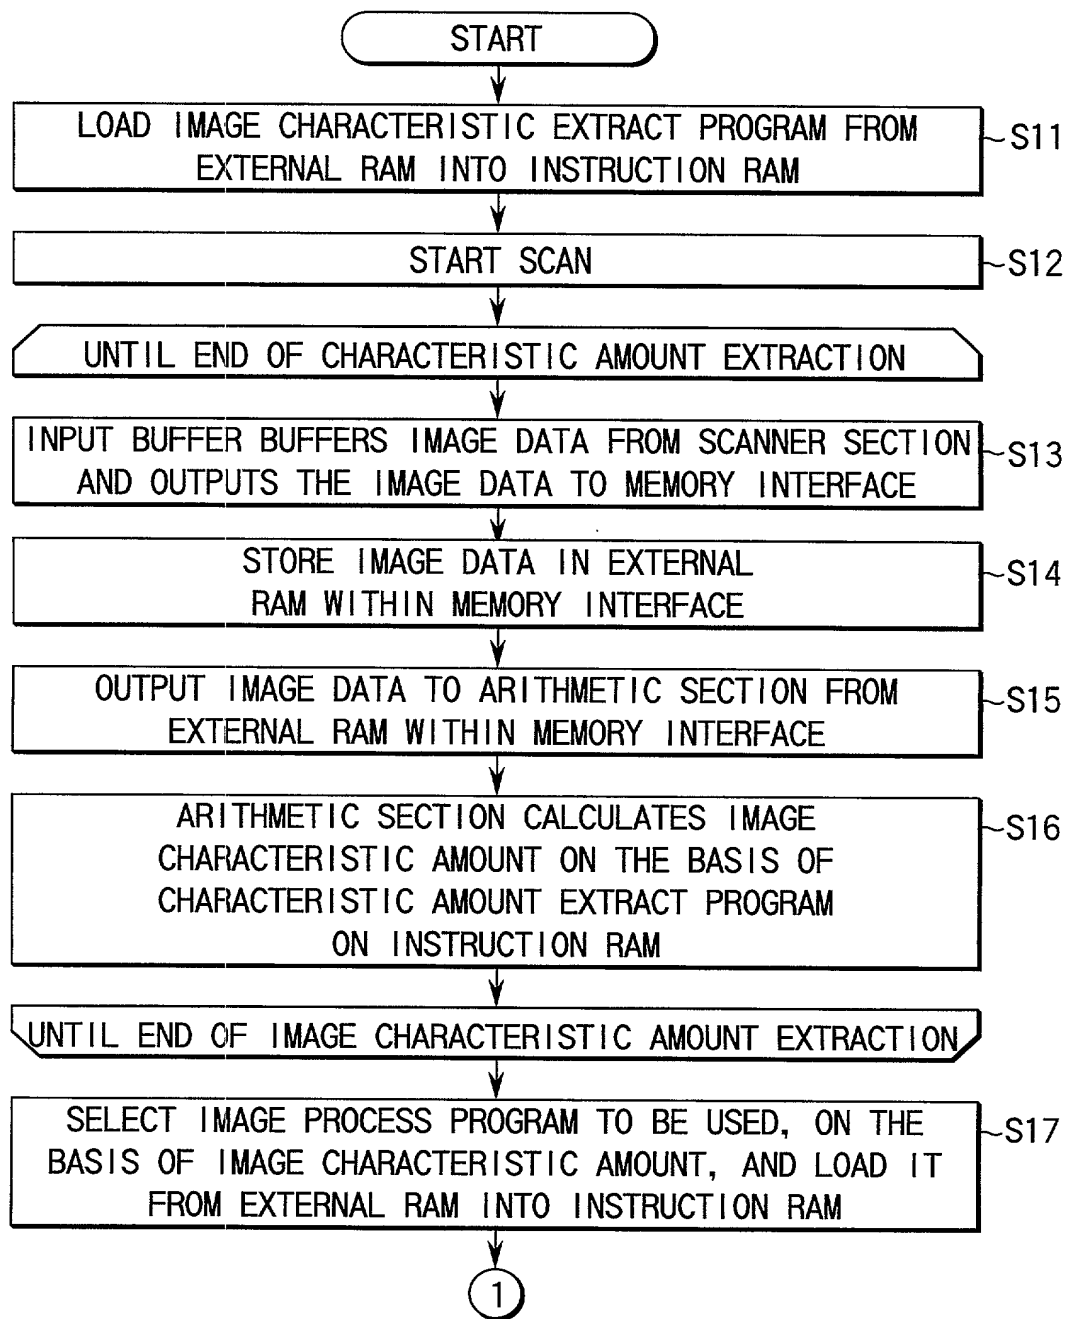 START
LOAD IMAGE CHARACTERISTIC EXTRACT PROGRAM FROM
EXTERNAL RAM INTO INSTRUCTION RAM
S11
START SCAN
S12
UNTIL END OF CHARACTERISTIC AMOUNT EXTRACTION
INPUT BUFFER BUFFERS IMAGE DATA FROM SCANNER SECTION
AND OUTPUTS THE IMAGE DATA TO MEMORY INTERFACE
S13
STORE IMAGE DATA IN EXTERNAL
RAM WITHIN MEMORY INTERFACE
S14
OUTPUT IMAGE DATA TO ARITHMETIC SECTION FROM
EXTERNAL RAM WITHIN MEMORY INTERFACE
S15
ARITHMETIC SECTION CALCULATES IMAGE
CHARACTERISTIC AMOUNT ON THE BASIS OF
CHARACTERISTIC AMOUNT EXTRACT PROGRAM
ON INSTRUCTION RAM
S16
UNTIL END OF IMAGE CHARACTERISTIC AMOUNT EXTRACTION
SELECT IMAGE PROCESS PROGRAM TO BE USED, ON THE
BASIS OF IMAGE CHARACTERISTIC AMOUNT, AND LOAD IT
FROM EXTERNAL RAM INTO INSTRUCTION RAM
S17
1